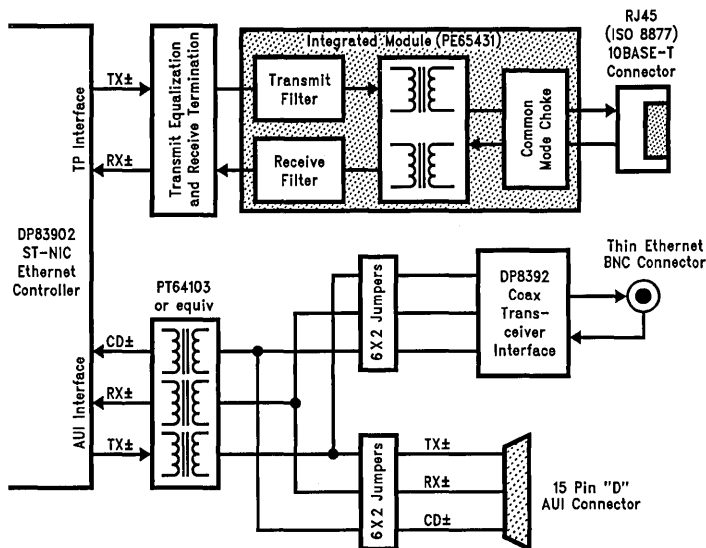 RJ45
(ISO 8877)
10BASE-T
Connector
Integrated Module (PE65431)
TX±
TP Interface
RX±
Transmit Equalization
and Receive Termination
Transmit
Filter
Receive
Filter
Common
Mode Choke
DP83902
ST-NIC
Ethernet
Controller
PT64103
or equiv
AUI Interface
CD±
RX±
TX±
6X2 Jumpers
DP8392
Coax
Trans-
ceiver
Interface
Thin Ethernet
BNC Connector
6X2 Jumpers
TX±
RX±
CD±
15 Pin "D"
AUI Connector